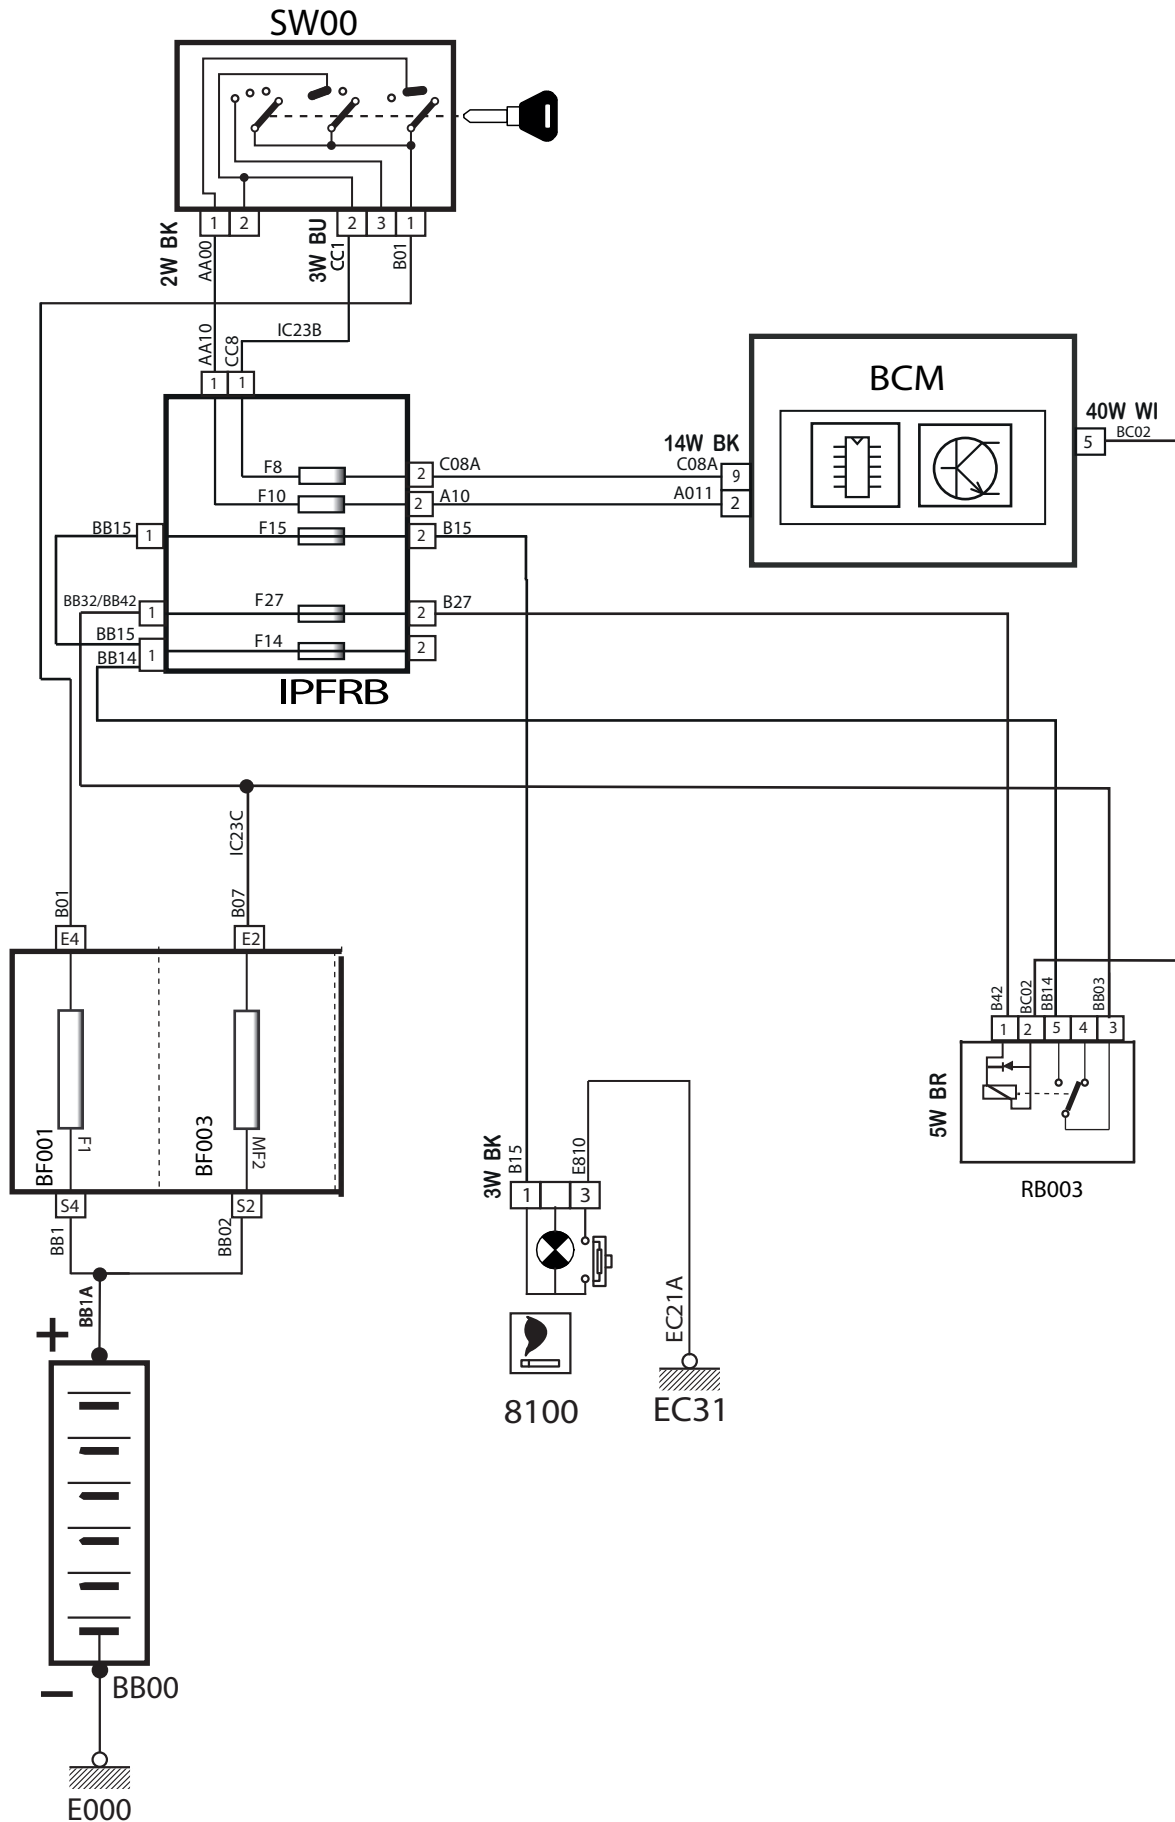 SW00
1 2 2 3 1
2W BK
AA00
3W BU
CC1
B01
AA10
CC8
IC23B
1 1
BCM
40W WI
5 BC02
14W BK
F8 2 C08A C08A 9
F10 2 A10 A011 2
BB15 1 F15 2 B15
BB32/BB42 1 F27 2 B27
BB15 1 F14 2
BB14
IPFRB
IC23C
B01
B07
E4 E2
B42
BC02
BB14
BB03
1 2 5 4 3
5W BR
RB003
BF001
F1
BF003
MF2
S4 S2
BB1
BB02
3W BK
B15
E810
1 3
BB1A
+
EC21A
8100
EC31
−
BB00
E000